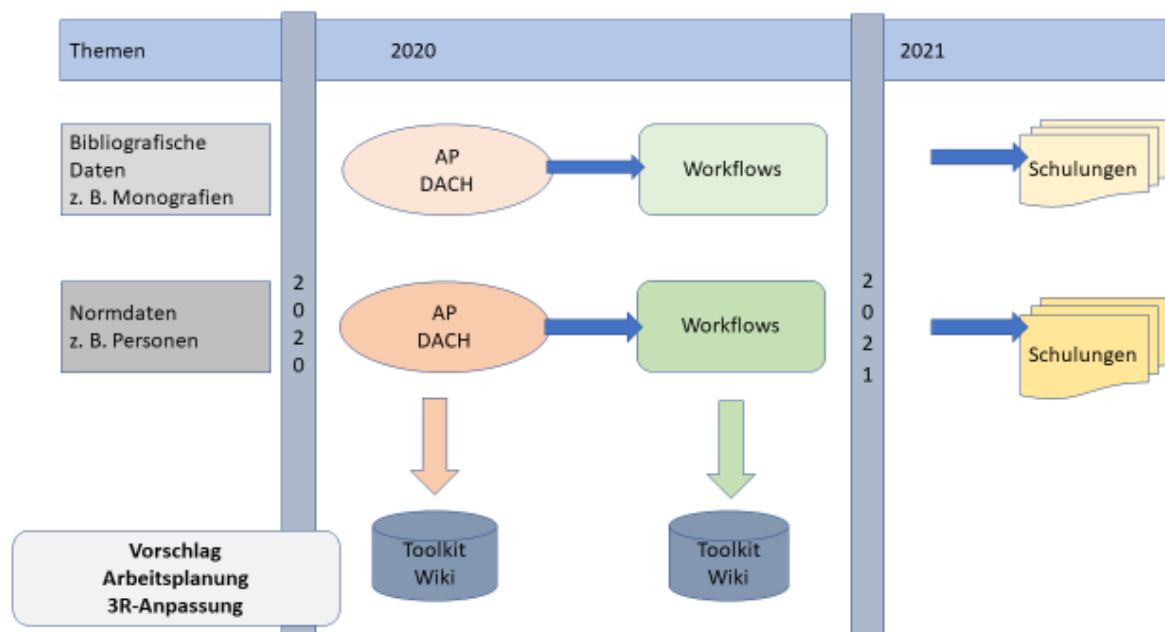 Themen
2020
2021
Bibliografische
Daten
z. B. Monografien
AP
DACH
Workflows
Schulungen
2
0
2
0
2
0
2
1
Normdaten
z. B. Personen
AP
DACH
Workflows
Schulungen
Toolkit
Wiki
Toolkit
Wiki
Vorschlag
Arbeitsplanung
3R-Anpassung